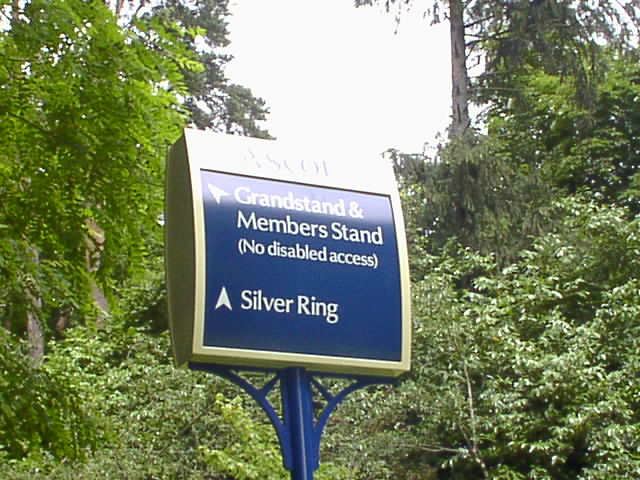 ASCOT
Grandstand &
Members Stand
(No disabled access)
Silver Ring